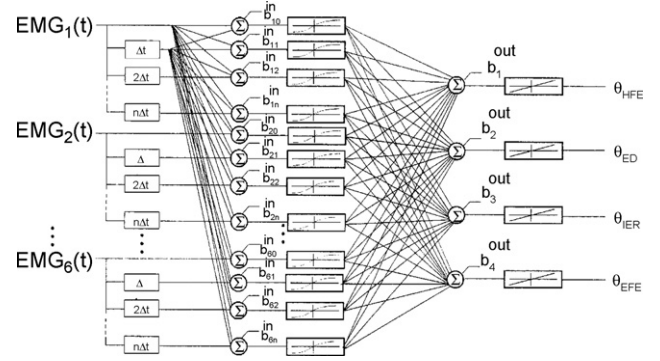 EMG1(t)
Δt
2Δt
nΔt
EMG2(t)
Δ
2Δt
nΔt
EMG6(t)
Δ
2Δt
nΔt
Σ in b10
Σ in b11
Σ in b12
Σ in b1n
Σ in b20
Σ in b21
Σ in b22
Σ in b2n
Σ in b60
Σ in b61
Σ in b62
Σ in b6n
Σ out b1
Σ out b2
Σ out b3
Σ out b4
θHFE
θED
θIER
θEFE